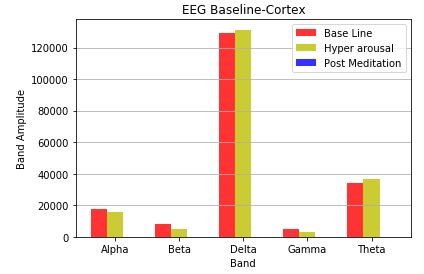 EEG Baseline-Cortex
Base Line
Hyper arousal
Post Meditation
Band Amplitude
120000
100000
80000
60000
40000
20000
0
Alpha Beta Delta Gamma Theta
Band